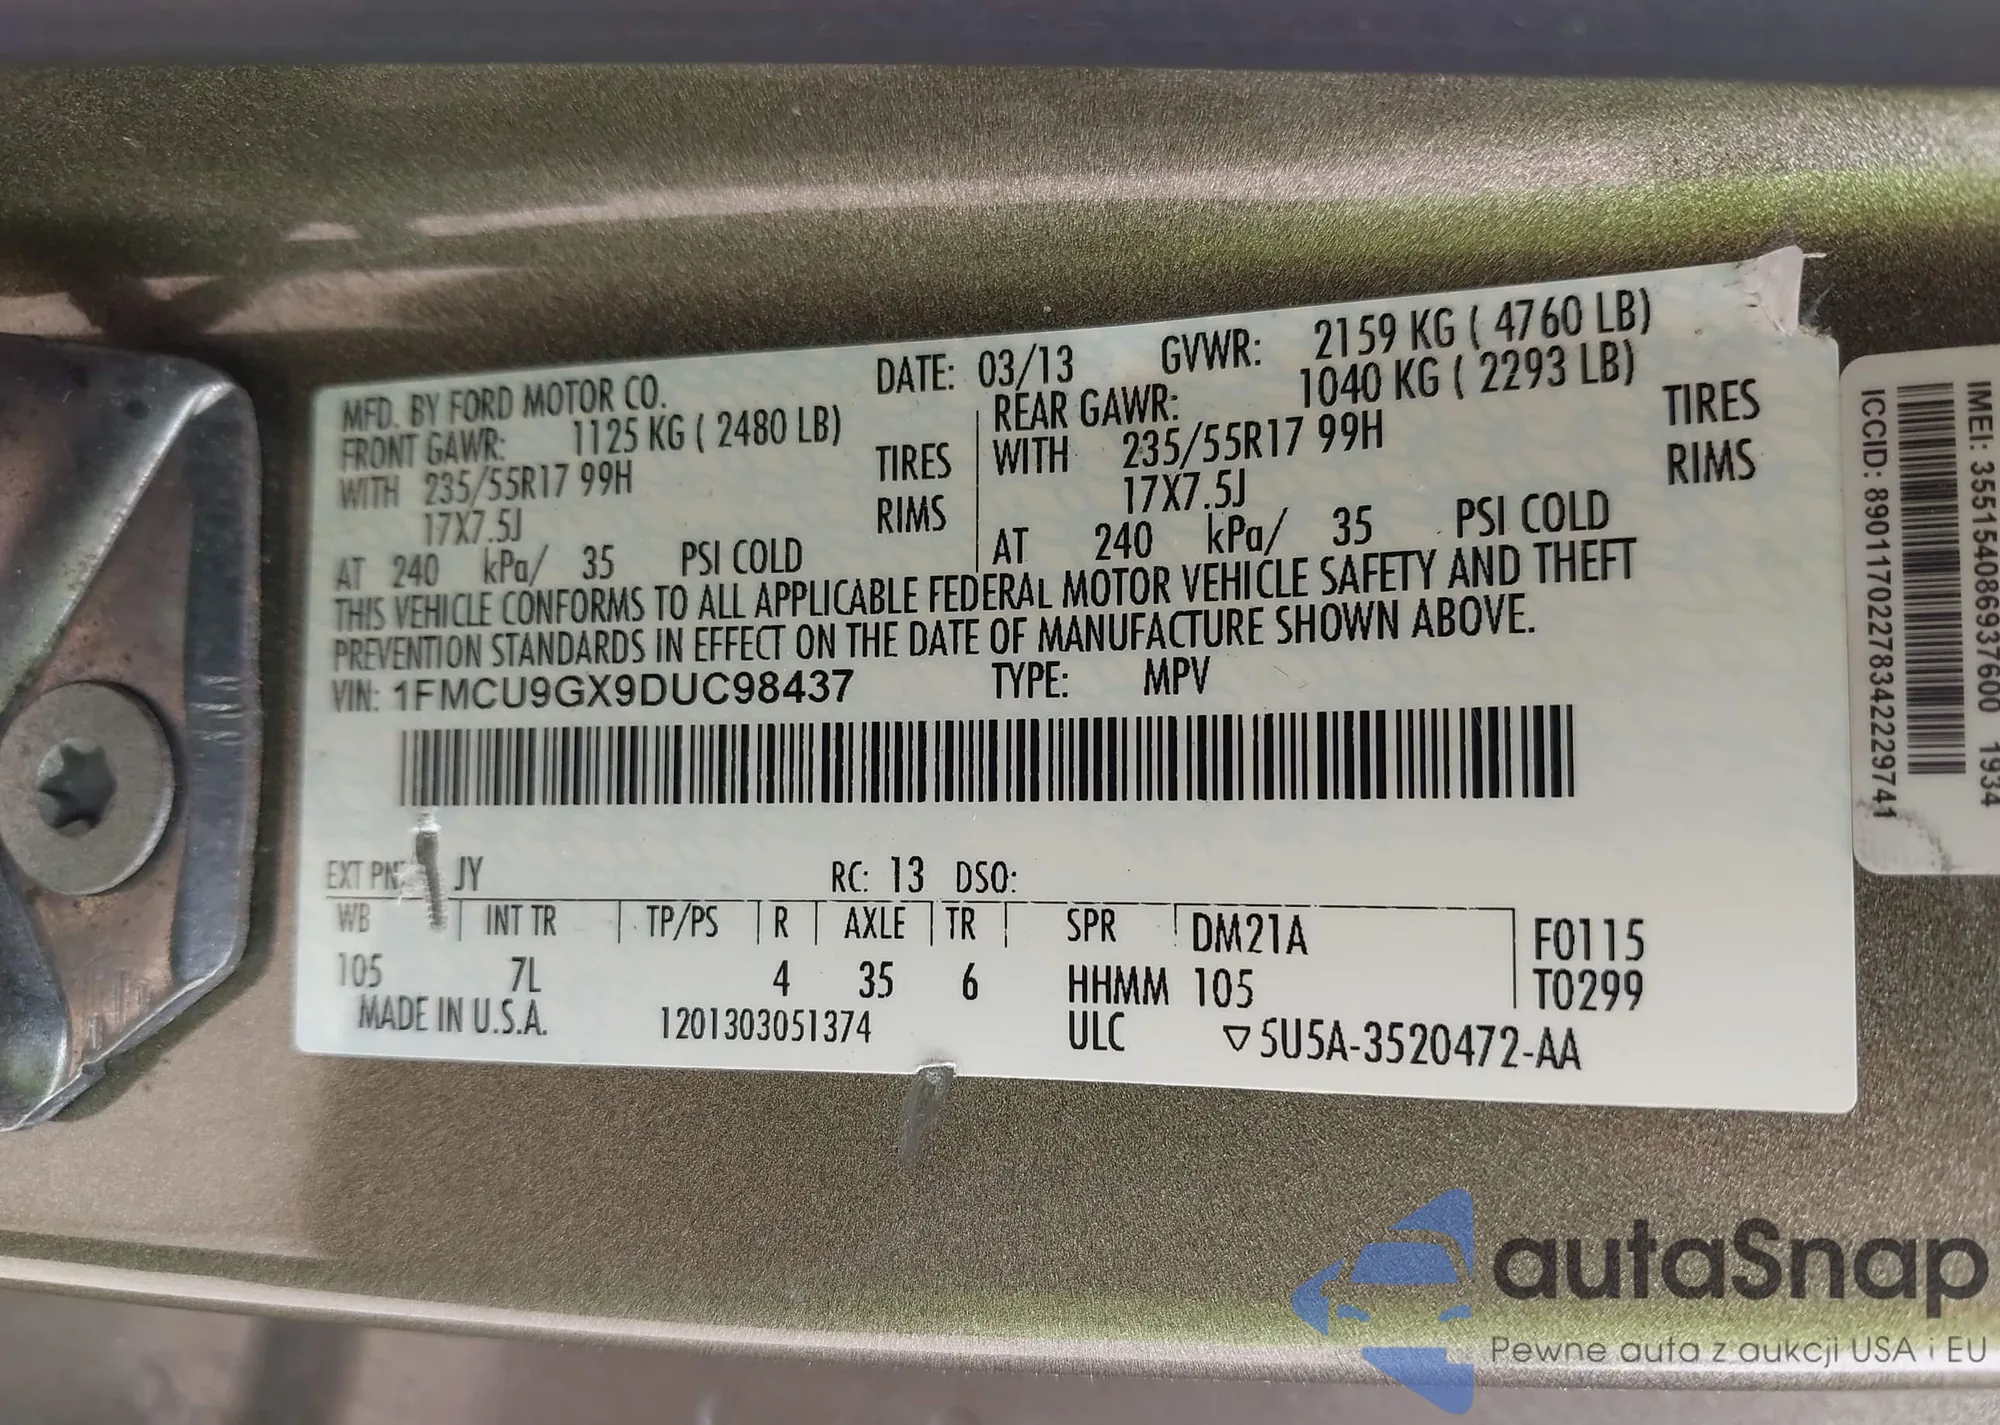 MFD. BY FORD MOTOR CO.
DATE: 03/13
GVWR: 2159 KG ( 4760 LB)
FRONT GAWR: 1125 KG ( 2480 LB)
WITH 235/55R17 99H TIRES
17X7.5J RIMS
AT 240 kPa/ 35 PSI COLD
REAR GAWR: 1040 KG ( 2293 LB)
WITH 235/55R17 99H TIRES
17X7.5J RIMS
AT 240 kPa/ 35 PSI COLD
THIS VEHICLE CONFORMS TO ALL APPLICABLE FEDERAL MOTOR VEHICLE SAFETY AND THEFT
PREVENTION STANDARDS IN EFFECT ON THE DATE OF MANUFACTURE SHOWN ABOVE.
VIN: 1FMCU9GX9DUC98437 TYPE: MPV
EXT JY RC: 13 DSO:
WB INT TR TP/PS R AXLE TR SPR DM21A F0115
105 7L 4 35 6 HHMM 105 T0299
MADE IN U.S.A. 1201303051374 ULC ▽5U5A-3520472-AA
IMEI: 355154086937600 1934
ICCID: 89011702278342229741
autaSnap
Pewne auta z aukcji USA i EU